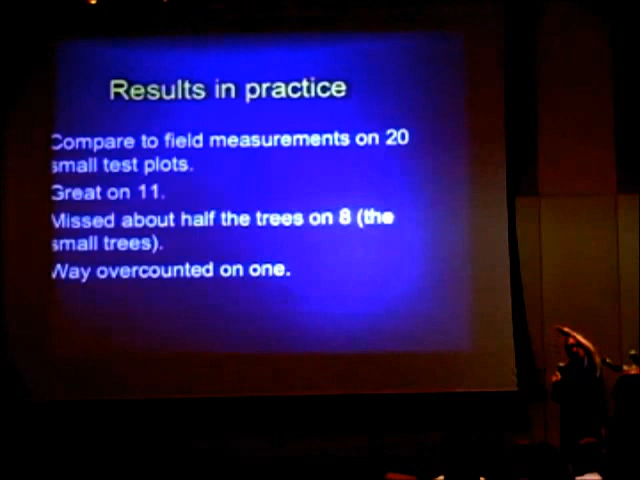 Results in practice
Compare to field measurements on 20
small test plots.
Great on 11.
Missed about half the trees on 8 (the
small trees).
Way overcounted on one.